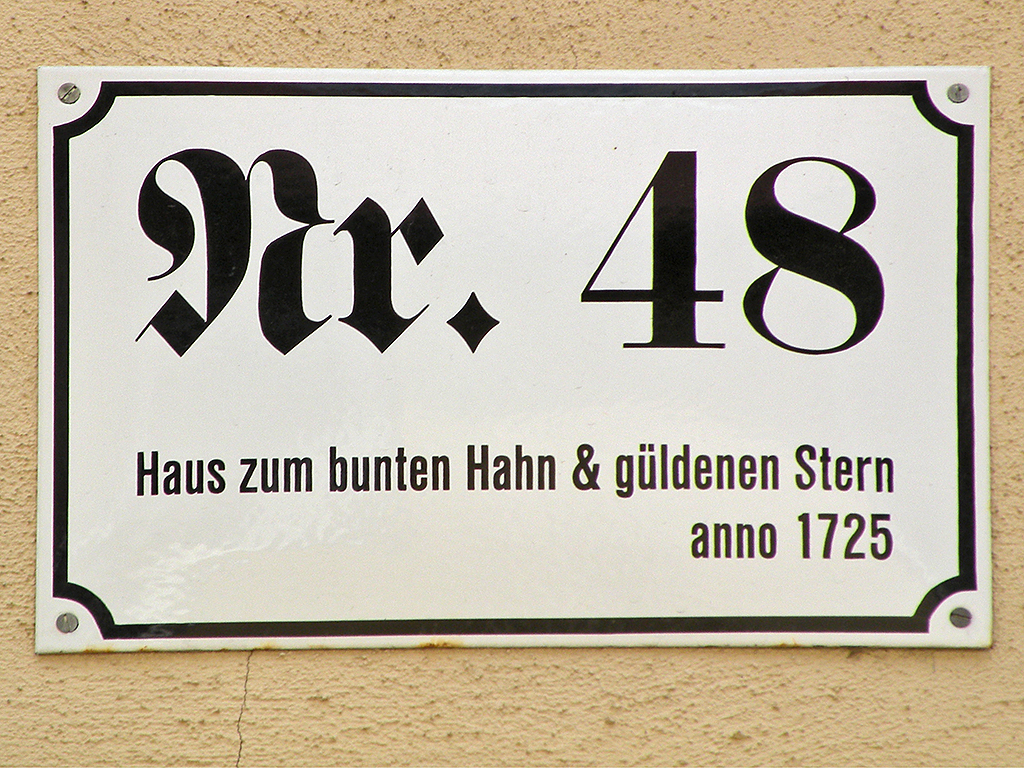 Nr. 48
Haus zum bunten Hahn & güldenen Stern
anno 1725